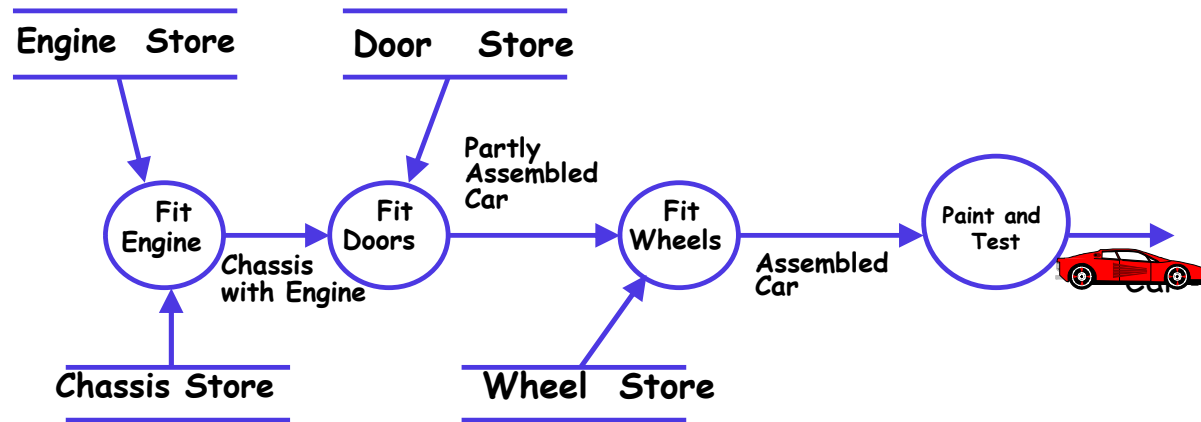 Engine Store
Door Store
Partly
Assembled
Car
Fit
Engine
Fit
Doors
Fit
Wheels
Paint and
Test
Chassis
with Engine
Assembled
Car
Chassis Store
Wheel Store